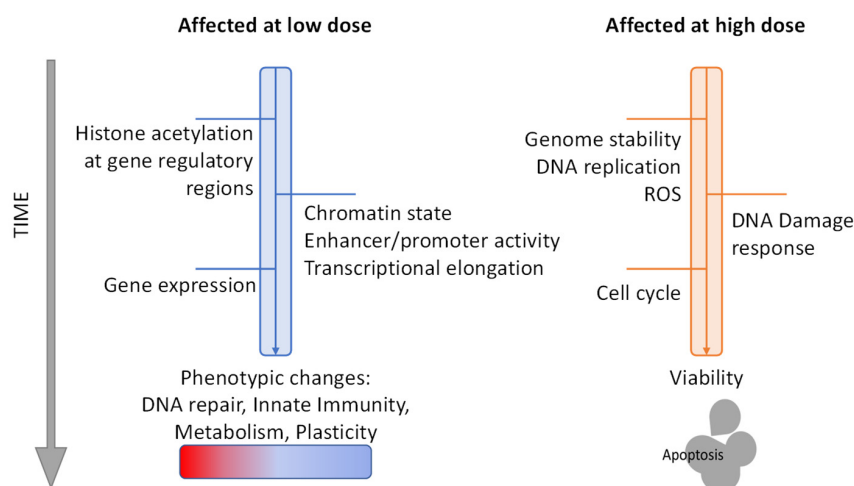 Affected at low dose
Affected at high dose
TIME
Histone acetylation
at gene regulatory
regions
Chromatin state
Enhancer/promoter activity
Transcriptional elongation
Gene expression
Phenotypic changes:
DNA repair, Innate Immunity,
Metabolism, Plasticity
Genome stability
DNA replication
ROS
DNA Damage
response
Cell cycle
Viability
Apoptosis